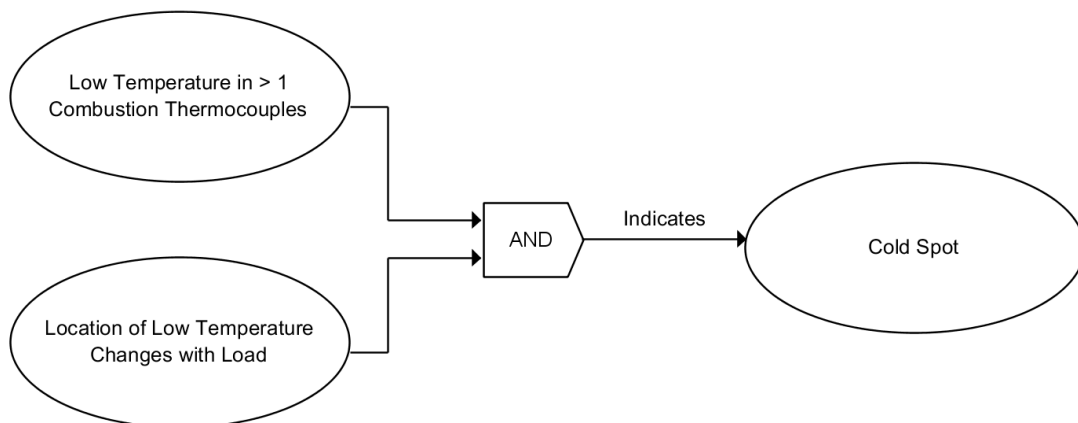 Low Temperature in > 1
Combustion Thermocouples
Location of Low Temperature
Changes with Load
AND
Indicates
Cold Spot